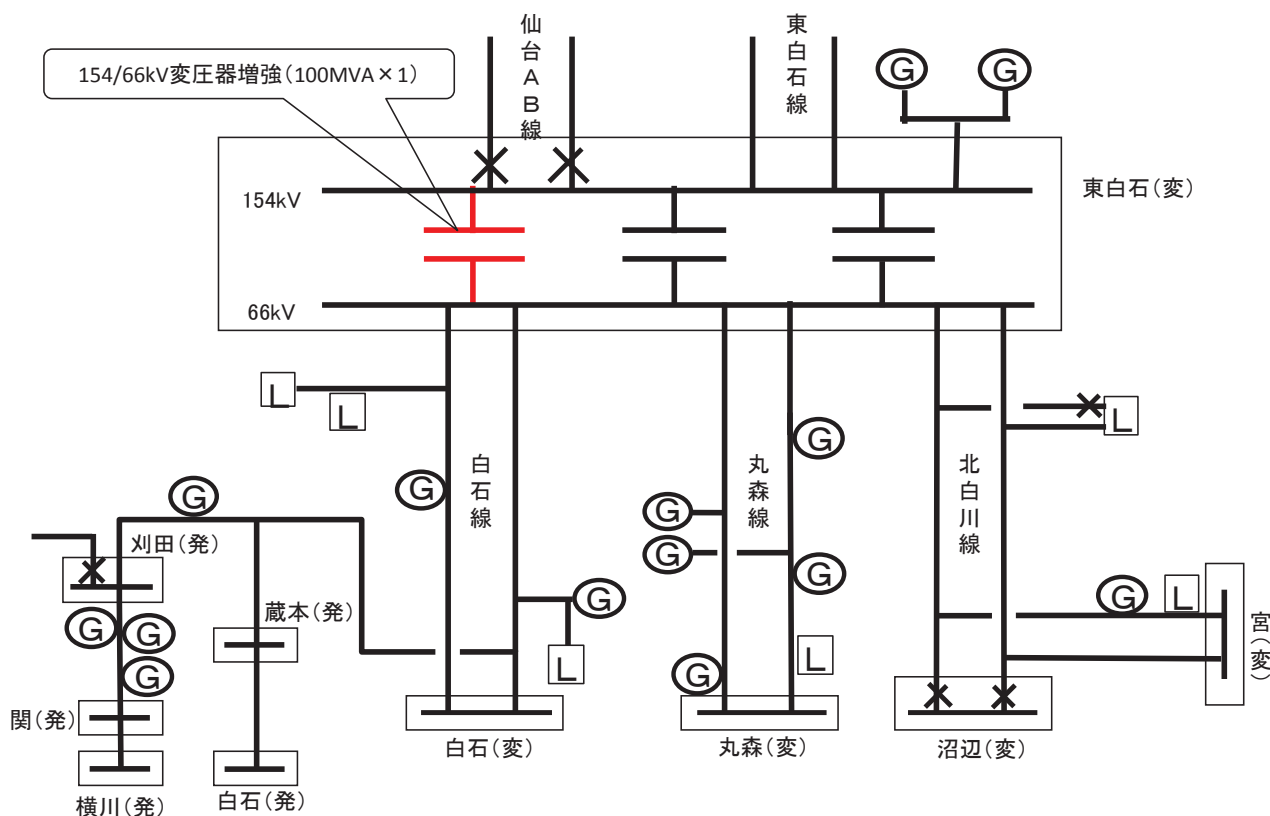 仙台AB線
東白石線
154/66kV変圧器増強(100MVA×1)
G
G
154kV
東白石(変)
66kV
L
L
L
白石線
丸森線
北白川線
G
G
G
G
G
刈田(発)
G
G
G
G
G
蔵本(発)
G
L
G
L
宮(変)
L
G
G
関(発)
白石(変)
丸森(変)
沼辺(変)
横川(発)
白石(発)